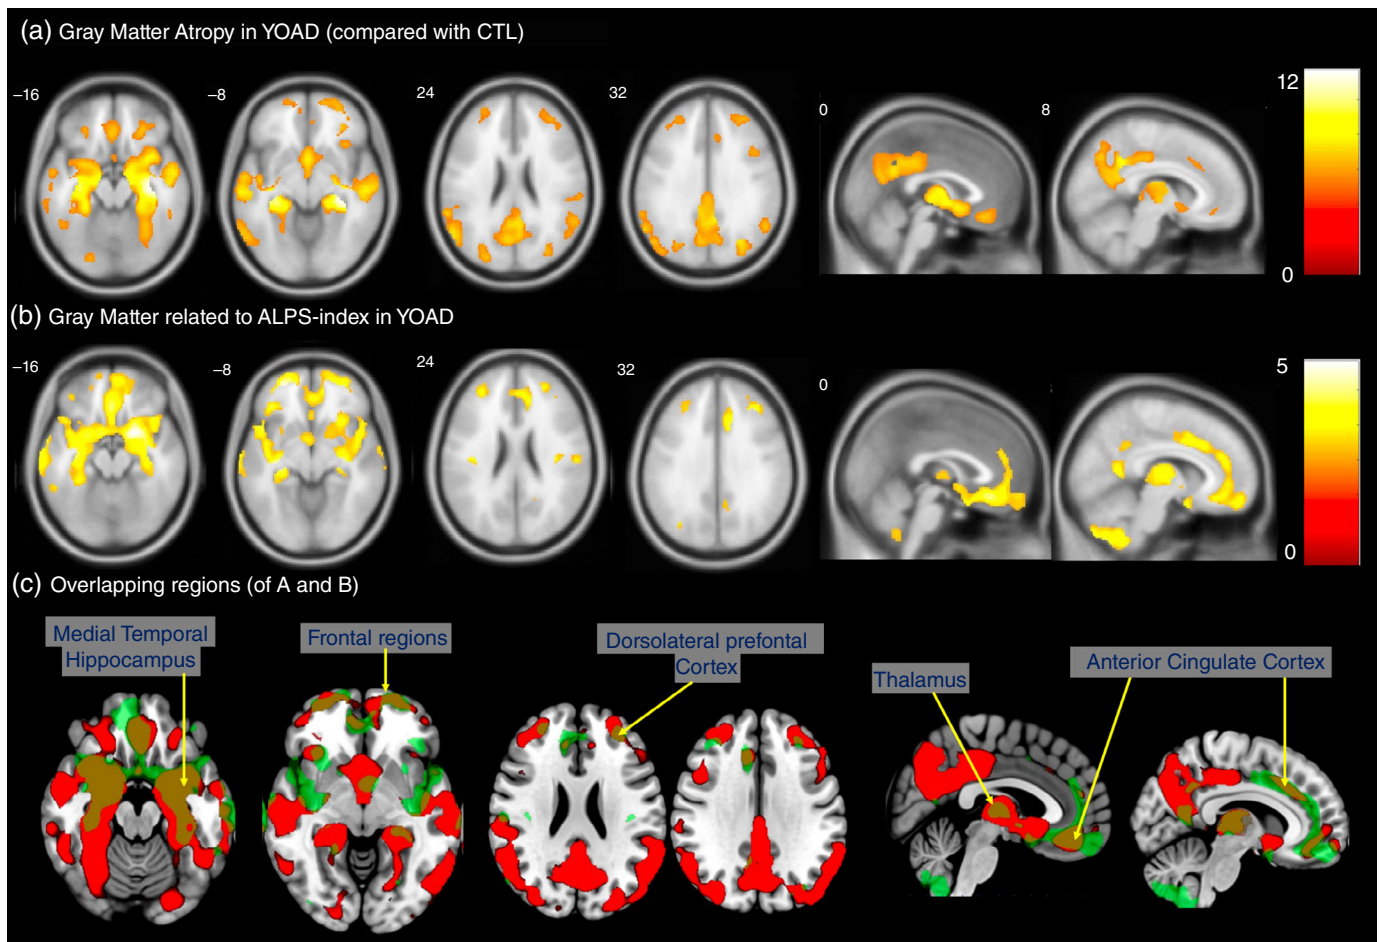 (a) Gray Matter Atropy in YOAD (compared with CTL)
−16
−8
24
32
0
8
12
0
(b) Gray Matter related to ALPS-index in YOAD
−16
−8
24
32
0
5
0
(c) Overlapping regions (of A and B)
Medial Temporal
Hippocampus
Frontal regions
Dorsolateral prefontal
Cortex
Thalamus
Anterior Cingulate Cortex